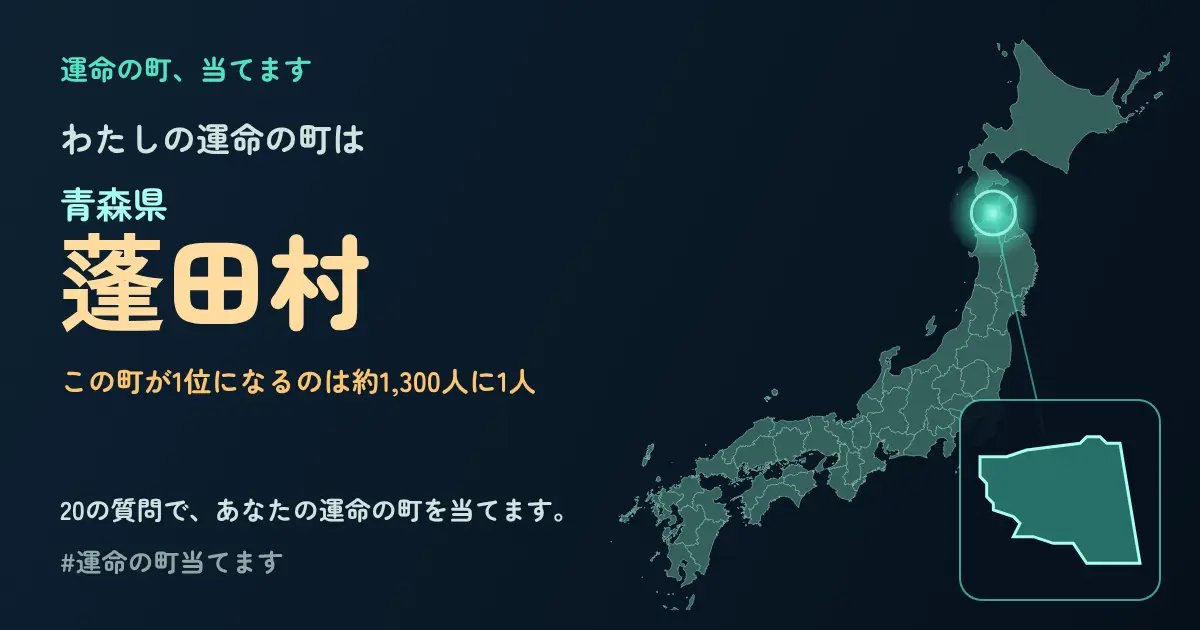 運命の町、当てます
わたしの運命の町は
青森県
蓬田村
この町が1位になるのは約1,300人に1人
20の質問で、あなたの運命の町を当てます。
#運命の町当てます